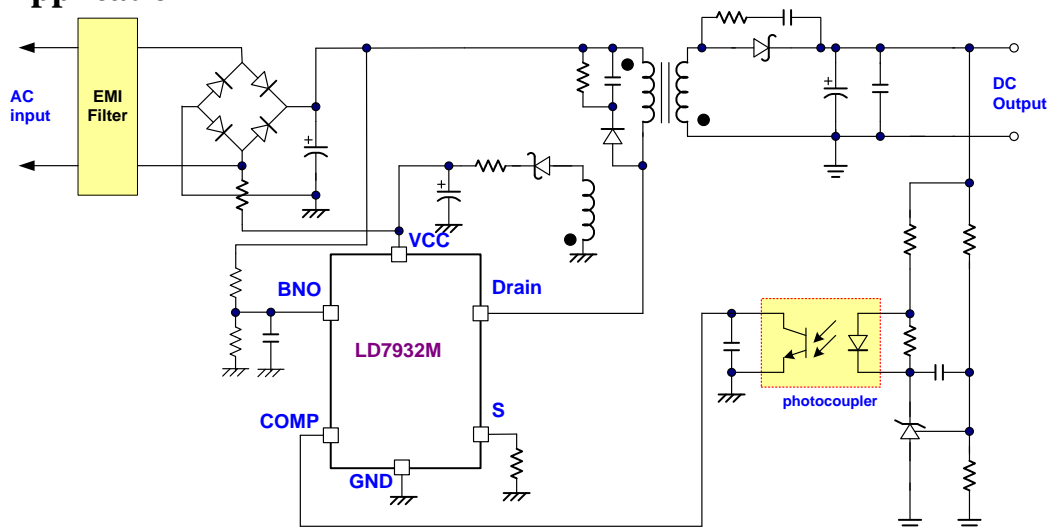 AC
input
EMI
Filter
DC
Output
+
+
+
VCC
BNO
Drain
LD7932M
COMP
S
GND
photocoupler